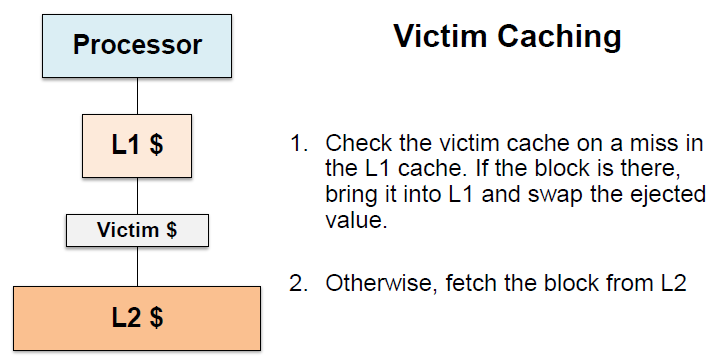 Processor
Victim Caching
L1 $
1. Check the victim cache on a miss in
the L1 cache. If the block is there,
bring it into L1 and swap the ejected
value.
Victim $
2. Otherwise, fetch the block from L2
L2 $